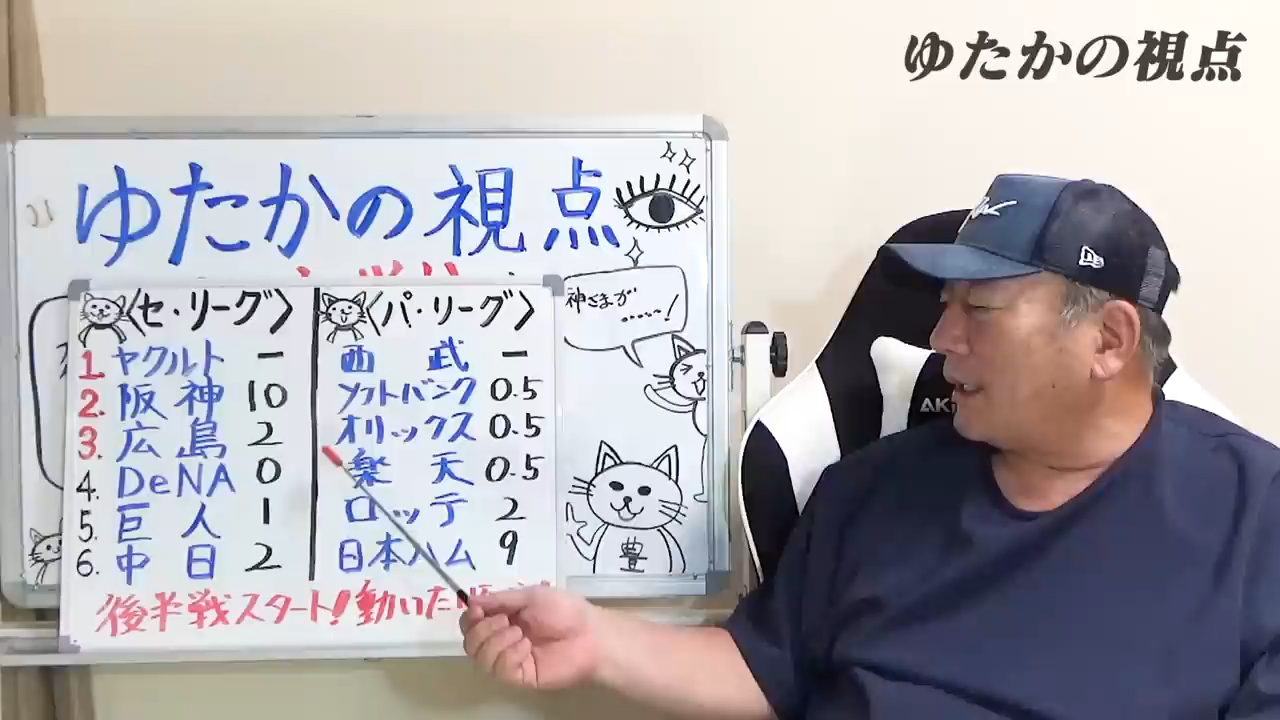 ゆたかの視点
ゆたかの視点
神さまが
……!
〈セ・リーグ〉
1. ヤクルト ー
2. 阪神 10
3. 広島 2
4. DeNA 0
5. 巨人 1
6. 中日 2
〈パ・リーグ〉
西武 ー
ソフトバンク 0.5
オリックス 0.5
楽天 0.5
ロッテ 2
日本ハム 9
後半戦スタート!動いた
豊